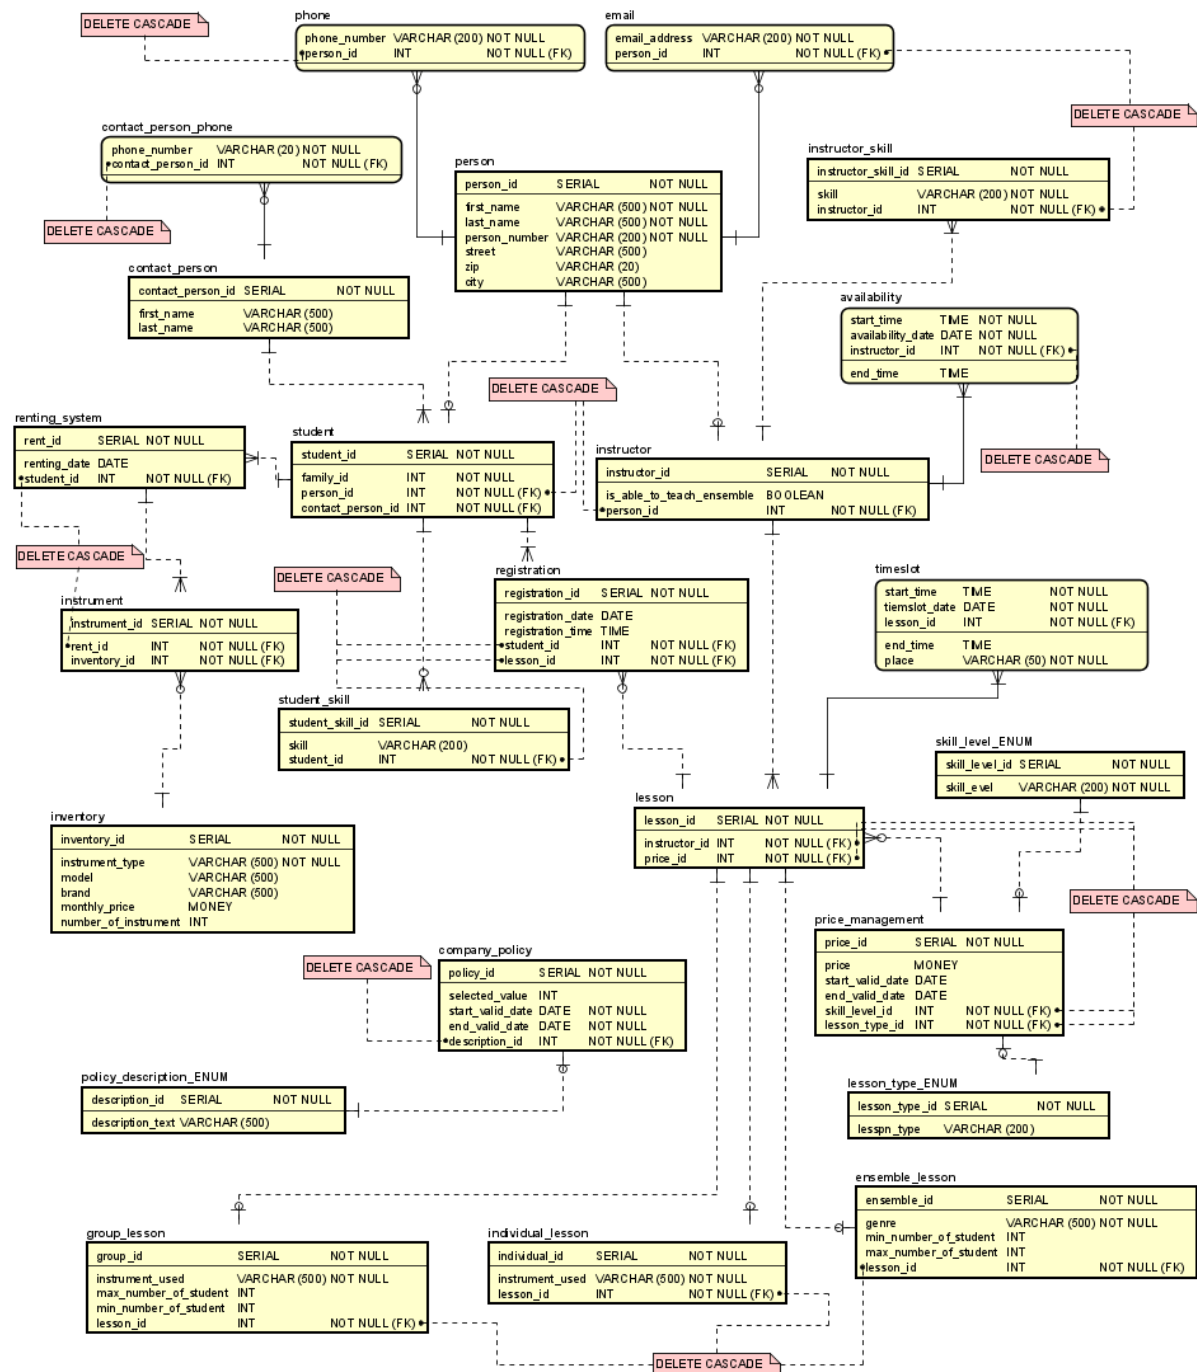 phone
email
DELETE CASCADE
phone_number VARCHAR (200) NOT NULL
person_id INT NOT NULL (FK)
email_address VARCHAR (200) NOT NULL
person_id INT NOT NULL (FK)
DELETE CASCADE
contact_person_phone
phone_number VARCHAR (20) NOT NULL
contact_person_id INT NOT NULL (FK)
DELETE CASCADE
person
person_id SERIAL NOT NULL
first_name VARCHAR (500) NOT NULL
last_name VARCHAR (500) NOT NULL
person_number VARCHAR (200) NOT NULL
street VARCHAR (500)
zip VARCHAR (20)
city VARCHAR (500)
instructor_skill
instructor_skill_id SERIAL NOT NULL
skill VARCHAR (200) NOT NULL
instructor_id INT NOT NULL (FK)
contact_person
contact_person_id SERIAL NOT NULL
first_name VARCHAR (500)
last_name VARCHAR (500)
availability
start_time TIME NOT NULL
availability_date DATE NOT NULL
instructor_id INT NOT NULL (FK)
end_time TIME
DELETE CASCADE
DELETE CASCADE
renting_system
rent_id SERIAL NOT NULL
renting_date DATE
student_id INT NOT NULL (FK)
student
student_id SERIAL NOT NULL
family_id INT NOT NULL
person_id INT NOT NULL (FK)
contact_person_id INT NOT NULL (FK)
instructor
instructor_id SERIAL NOT NULL
is_able_to_teach_ensemble BOOLEAN
person_id INT NOT NULL (FK)
DELETE CASCADE
DELETE CASCADE
instrument
instrument_id SERIAL NOT NULL
rent_id INT NOT NULL (FK)
inventory_id INT NOT NULL (FK)
registration
registration_id SERIAL NOT NULL
registration_date DATE
registration_time TIME
student_id INT NOT NULL (FK)
lesson_id INT NOT NULL (FK)
timeslot
start_time TIME NOT NULL
tiemslot_date DATE NOT NULL
lesson_id INT NOT NULL (FK)
end_time TIME
place VARCHAR (50) NOT NULL
student_skill
student_skill_id SERIAL NOT NULL
skill VARCHAR (200)
student_id INT NOT NULL (FK)
skill_level_ENUM
skill_level_id SERIAL NOT NULL
skill_evel VARCHAR (200) NOT NULL
inventory
inventory_id SERIAL NOT NULL
instrument_type VARCHAR (500) NOT NULL
model VARCHAR (500)
brand VARCHAR (500)
monthly_price MONEY
number_of_instrument INT
lesson
lesson_id SERIAL NOT NULL
instructor_id INT NOT NULL (FK)
price_id INT NOT NULL (FK)
DELETE CASCADE
price_management
price_id SERIAL NOT NULL
price MONEY
start_valid_date DATE
end_valid_date DATE
skill_level_id INT NOT NULL (FK)
lesson_type_id INT NOT NULL (FK)
DELETE CASCADE
company_policy
policy_id SERIAL NOT NULL
selected_value INT
start_valid_date DATE NOT NULL
end_valid_date DATE NOT NULL
description_id INT NOT NULL (FK)
policy_description_ENUM
description_id SERIAL NOT NULL
description_text VARCHAR (500)
lesson_type_ENUM
lesson_type_id SERIAL NOT NULL
lesspn_type VARCHAR (200)
ensemble_lesson
ensemble_id SERIAL NOT NULL
genre VARCHAR (500) NOT NULL
min_number_of_student INT
max_number_of_student INT
lesson_id INT NOT NULL (FK)
group_lesson
group_id SERIAL NOT NULL
instrument_used VARCHAR (500) NOT NULL
max_number_of_student INT
min_number_of_student INT
lesson_id INT NOT NULL (FK)
individual_lesson
individual_id SERIAL NOT NULL
instrument_used VARCHAR (500) NOT NULL
lesson_id INT NOT NULL (FK)
DELETE CASCADE